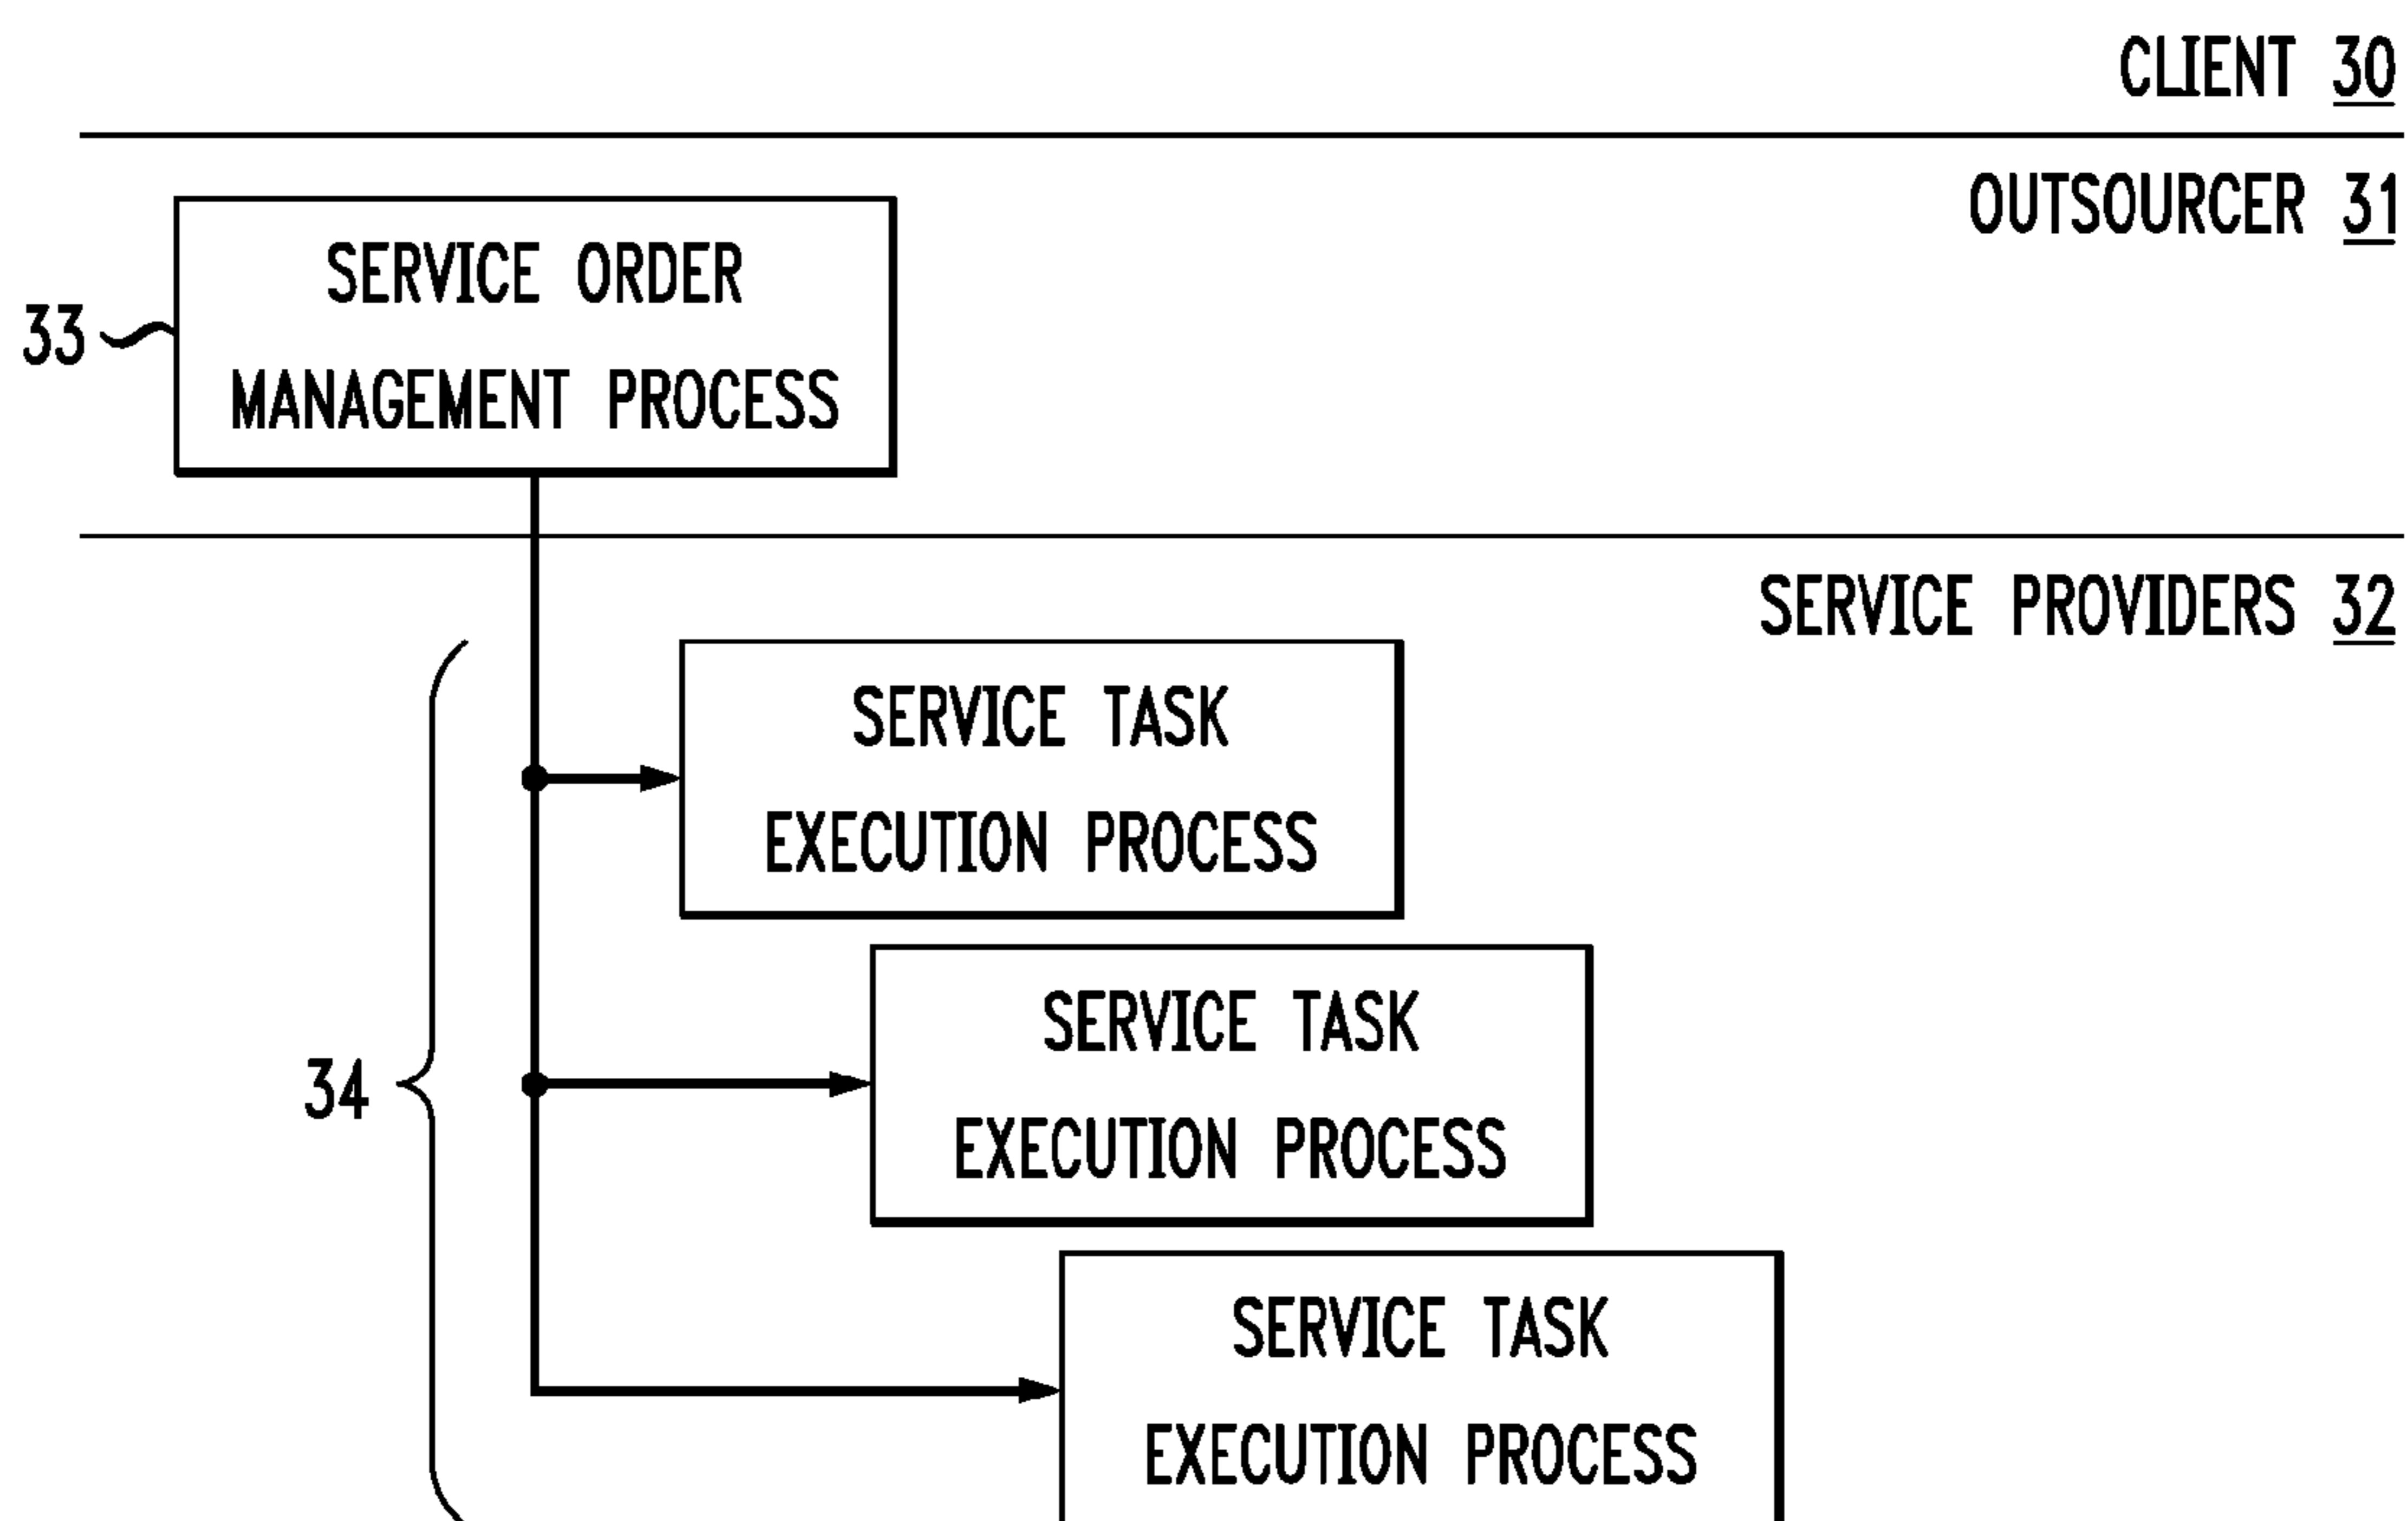 CLIENT 30
OUTSOURCER 31
SERVICE ORDER
MANAGEMENT PROCESS
33
SERVICE PROVIDERS 32
SERVICE TASK
EXECUTION PROCESS
SERVICE TASK
EXECUTION PROCESS
34
SERVICE TASK
EXECUTION PROCESS